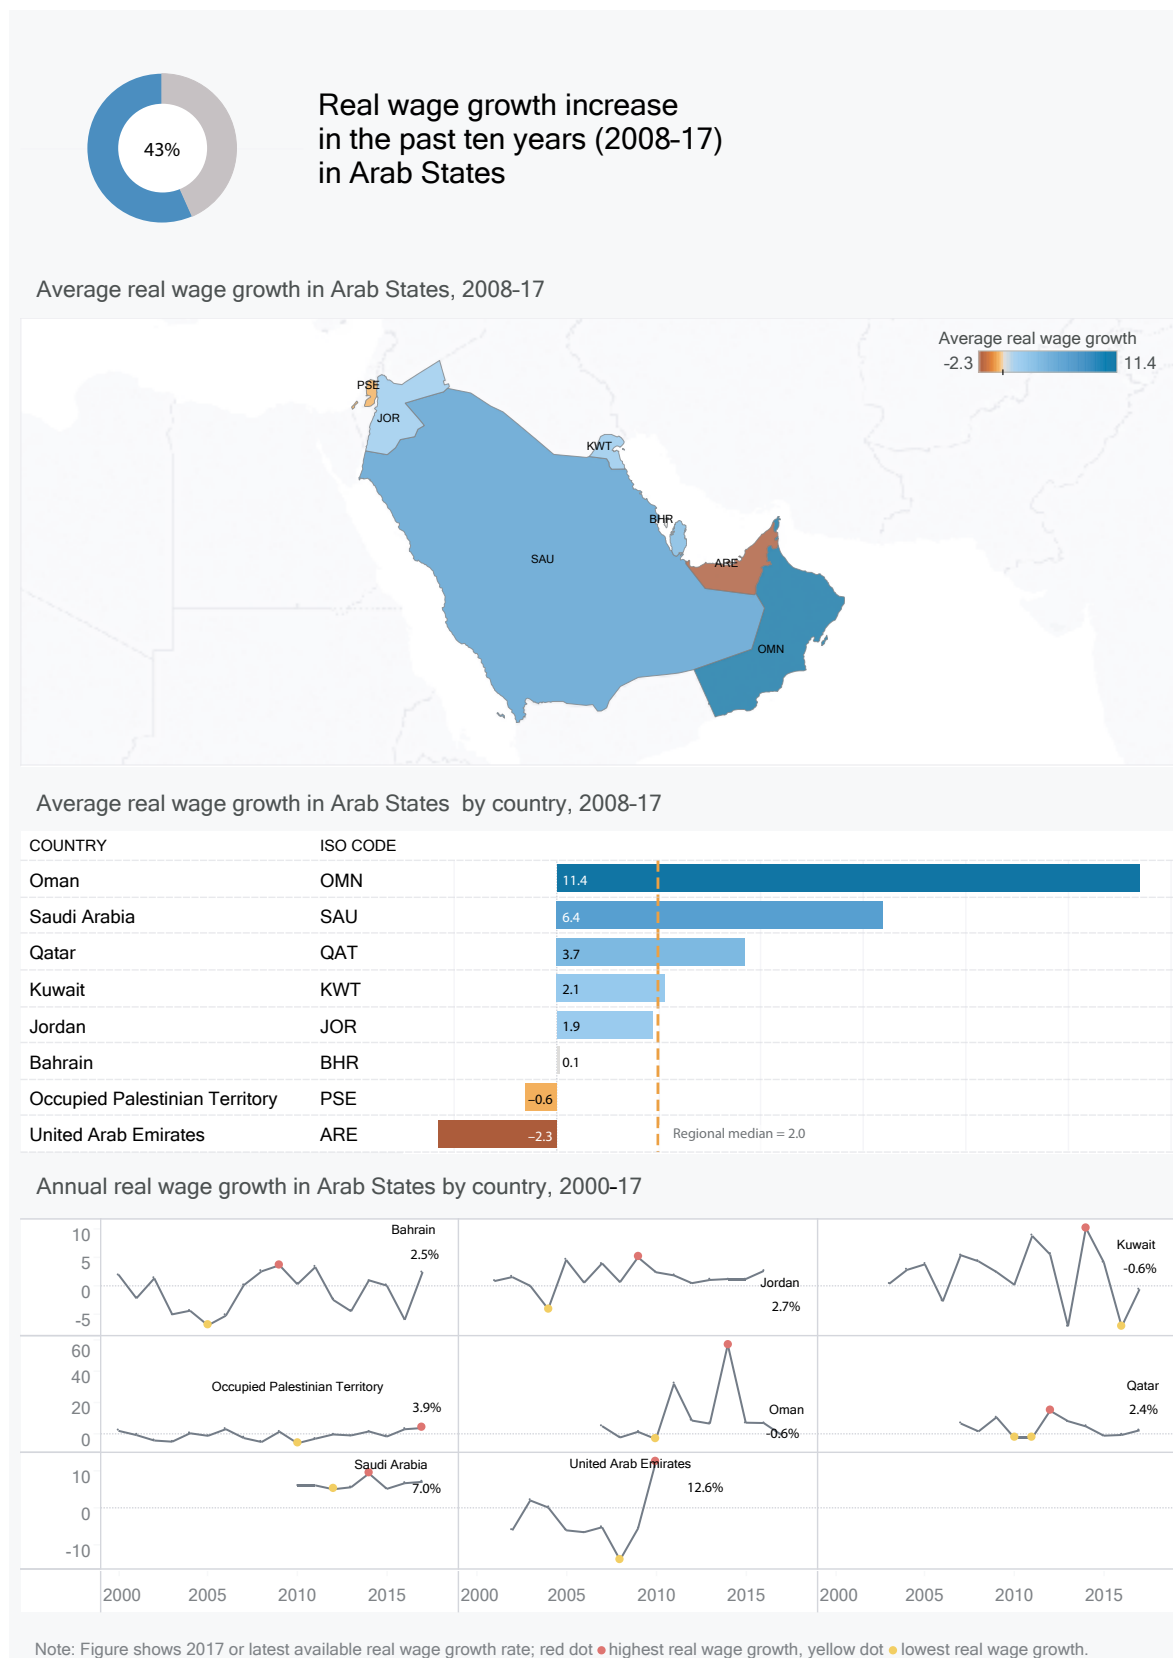 43%
Real wage growth increase
in the past ten years (2008-17)
in Arab States
Average real wage growth in Arab States, 2008-17
Average real wage growth
-2.3 11.4
PSE
JOR
KWT
BHR
SAU
ARE
OMN
Average real wage growth in Arab States by country, 2008-17
COUNTRY ISO CODE
Oman OMN 11.4
Saudi Arabia SAU 6.4
Qatar QAT 3.7
Kuwait KWT 2.1
Jordan JOR 1.9
Bahrain BHR 0.1
Occupied Palestinian Territory PSE –0.6
United Arab Emirates ARE –2.3 Regional median = 2.0
Annual real wage growth in Arab States by country, 2000-17
10
5
0
-5
Bahrain
2.5%
Jordan
2.7%
Kuwait
-0.6%
60
40
20
0
Occupied Palestinian Territory
3.9%
Oman
-0.6%
Qatar
2.4%
10
0
-10
Saudi Arabia
7.0%
United Arab Emirates
12.6%
2000 2005 2010 2015 2000 2005 2010 2015 2000 2005 2010 2015
Note: Figure shows 2017 or latest available real wage growth rate; red dot highest real wage growth, yellow dot lowest real wage growth.